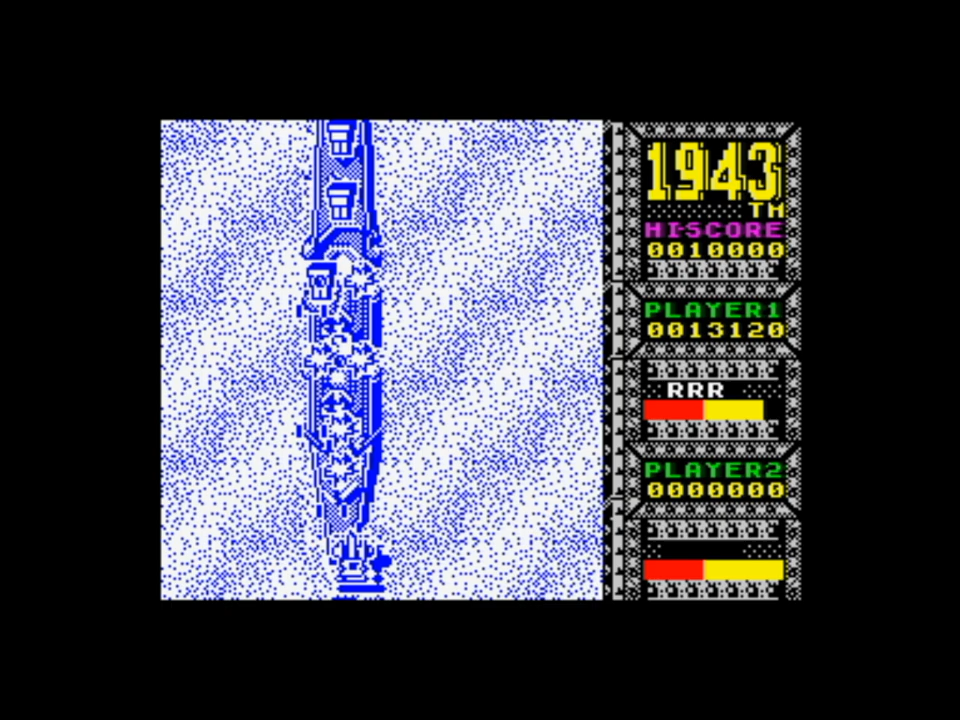 1943
TM
HI-SCORE
0010000
PLAYER1
0013120
RRR
PLAYER2
0000000